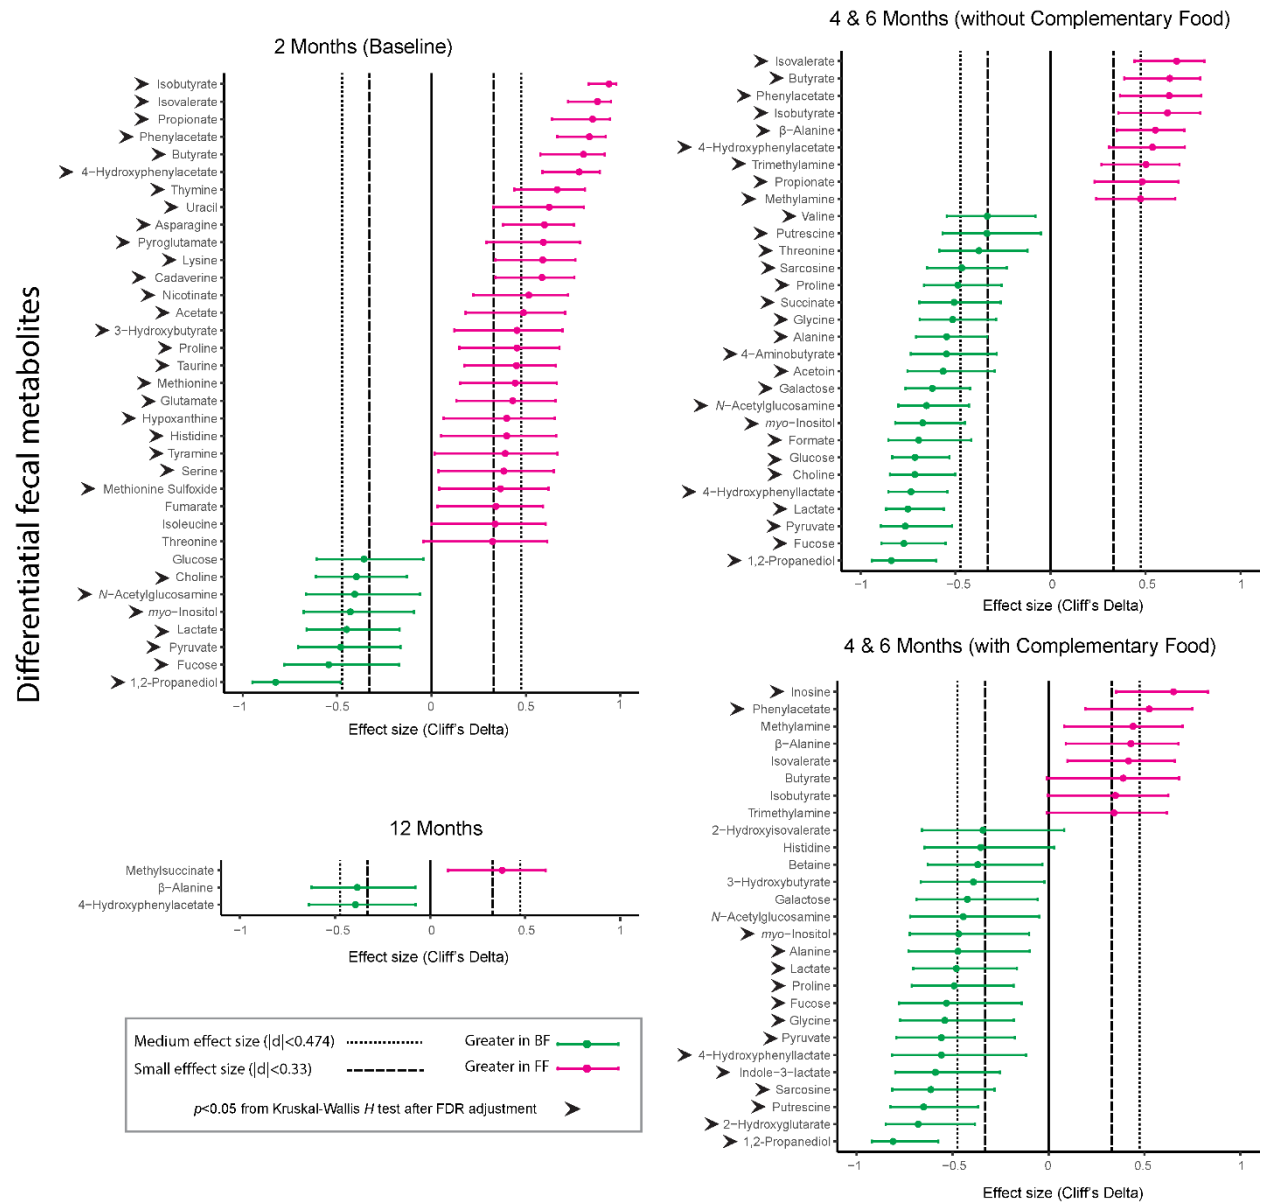 Differential fecal metabolites
2 Months (Baseline)
Isobutyrate
Isovalerate
Propionate
Phenylacetate
Butyrate
4−Hydroxyphenylacetate
Thymine
Uracil
Asparagine
Pyroglutamate
Lysine
Cadaverine
Nicotinate
Acetate
3−Hydroxybutyrate
Proline
Taurine
Methionine
Glutamate
Hypoxanthine
Histidine
Tyramine
Serine
Methionine Sulfoxide
Fumarate
Isoleucine
Threonine
Glucose
Choline
N−Acetylglucosamine
myo−Inositol
Lactate
Pyruvate
Fucose
1,2−Propanediol
−1 −0.5 0 0.5 1
Effect size (Cliff's Delta)
12 Months
Methylsuccinate
β−Alanine
4−Hydroxyphenylacetate
−1 −0.5 0 0.5 1
Effect size (Cliff's Delta)
Medium effect size (|d|<0.474)
Small efffect size (|d|<0.33)
Greater in BF
Greater in FF
p<0.05 from Kruskal-Wallis H test after FDR adjustment
4 & 6 Months (without Complementary Food)
Isovalerate
Butyrate
Phenylacetate
Isobutyrate
β−Alanine
4−Hydroxyphenylacetate
Trimethylamine
Propionate
Methylamine
Valine
Putrescine
Threonine
Sarcosine
Proline
Succinate
Glycine
Alanine
4−Aminobutyrate
Acetoin
Galactose
N−Acetylglucosamine
myo−Inositol
Formate
Glucose
Choline
4−Hydroxyphenyllactate
Lactate
Pyruvate
Fucose
1,2−Propanediol
−1 −0.5 0 0.5 1
Effect size (Cliff's Delta)
4 & 6 Months (with Complementary Food)
Inosine
Phenylacetate
Methylamine
β−Alanine
Isovalerate
Butyrate
Isobutyrate
Trimethylamine
2−Hydroxyisovalerate
Histidine
Betaine
3−Hydroxybutyrate
Galactose
N−Acetylglucosamine
myo−Inositol
Alanine
Lactate
Proline
Fucose
Glycine
Pyruvate
4−Hydroxyphenyllactate
Indole−3−lactate
Sarcosine
Putrescine
2−Hydroxyglutarate
1,2−Propanediol
−1 −0.5 0 0.5 1
Effect size (Cliff's Delta)